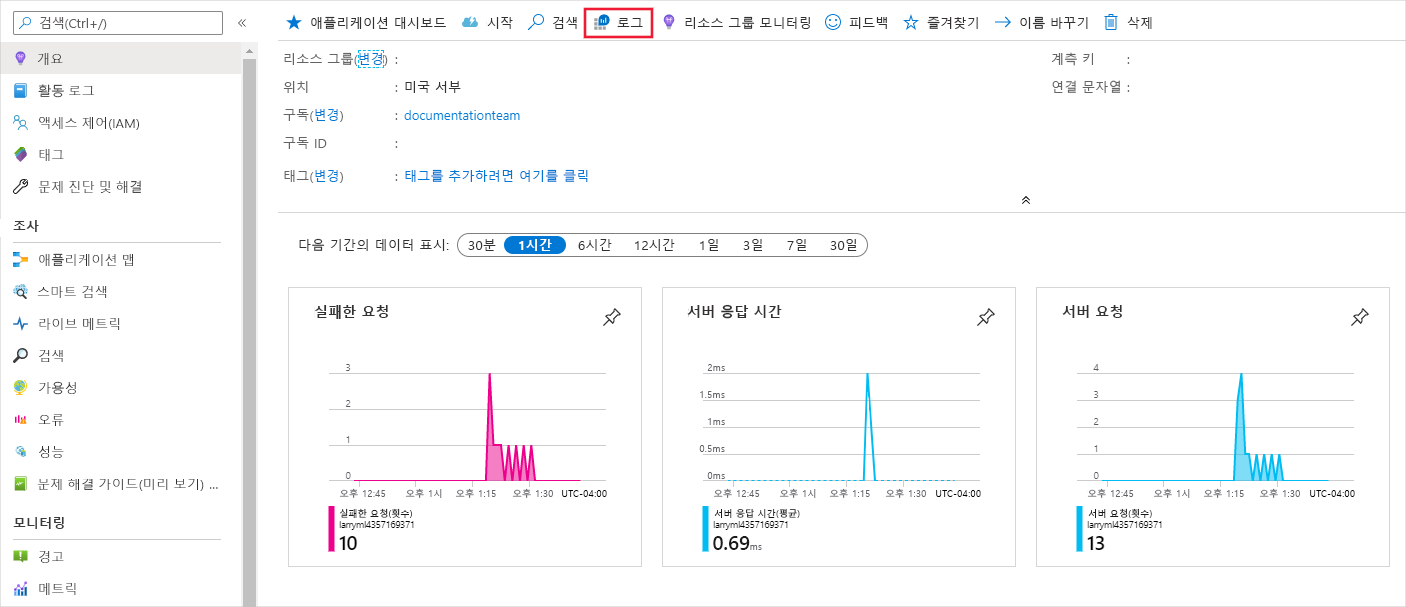 검색(Ctrl+/)
«
애플리케이션 대시보드 시작 검색 로그 리소스 그룹 모니터링 피드백 즐겨찾기 이름 바꾸기 삭제
개요
활동 로그
액세스 제어(IAM)
태그
문제 진단 및 해결
조사
애플리케이션 맵
스마트 검색
라이브 메트릭
검색
가용성
오류
성능
문제 해결 가이드(미리 보기) ...
모니터링
경고
메트릭
리소스 그룹(변경) :
위치 : 미국 서부
구독(변경) : documentationteam
구독 ID :
태그(변경) : 태그를 추가하려면 여기를 클릭
계측 키 :
연결 문자열 :
다음 기간의 데이터 표시: 30분 1시간 6시간 12시간 1일 3일 7일 30일
실패한 요청
3
2
1
0
오후 12:45 오후 1시 오후 1:15 오후 1:30 UTC-04:00
실패한 요청(횟수)
larryml4357169371
10
서버 응답 시간
2ms
1.5ms
1ms
0.5ms
0ms
오후 12:45 오후 1시 오후 1:15 오후 1:30 UTC-04:00
서버 응답 시간(평균)
larryml4357169371
0.69ms
서버 요청
4
3
2
1
0
오후 12:45 오후 1시 오후 1:15 오후 1:30 UTC-04:00
서버 요청(횟수)
larryml4357169371
13